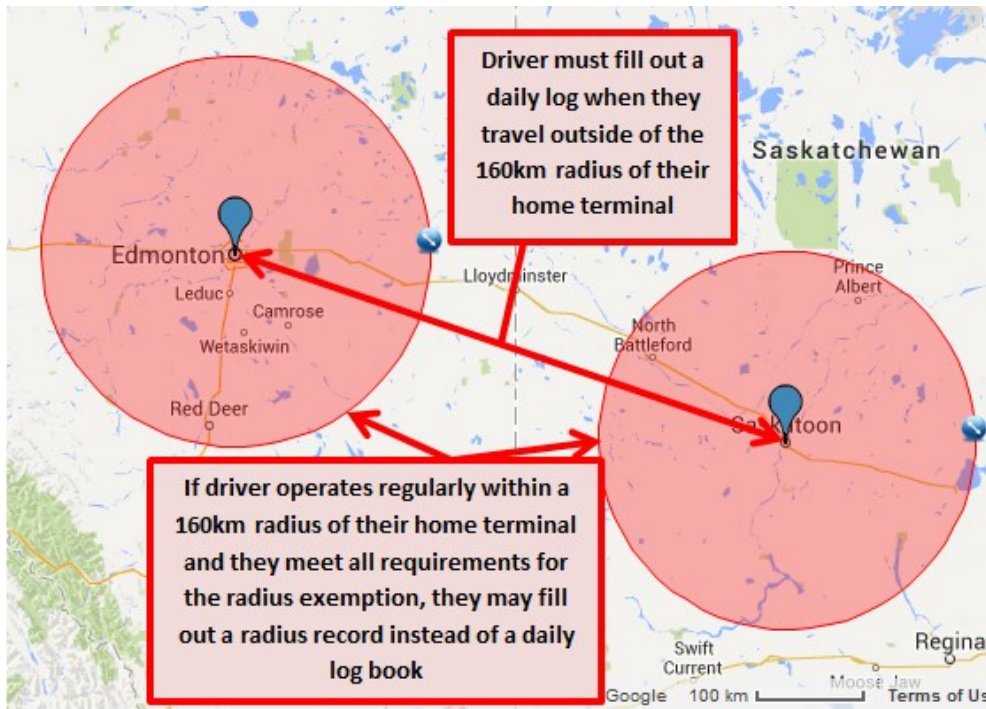 Driver must fill out a
daily log when they
travel outside of the
160km radius of their
home terminal
Saskatchewan
Edmonton
Leduc
Camrose
Wetaskiwin
Red Deer
Lloydminster
North
Battleford
Prince
Albert
Saskatoon
If driver operates regularly within a
160km radius of their home terminal
and they meet all requirements for
the radius exemption, they may fill
out a radius record instead of a daily
log book
Swift
Current
Regina
Moose Jaw
Google 100 km Terms of Us